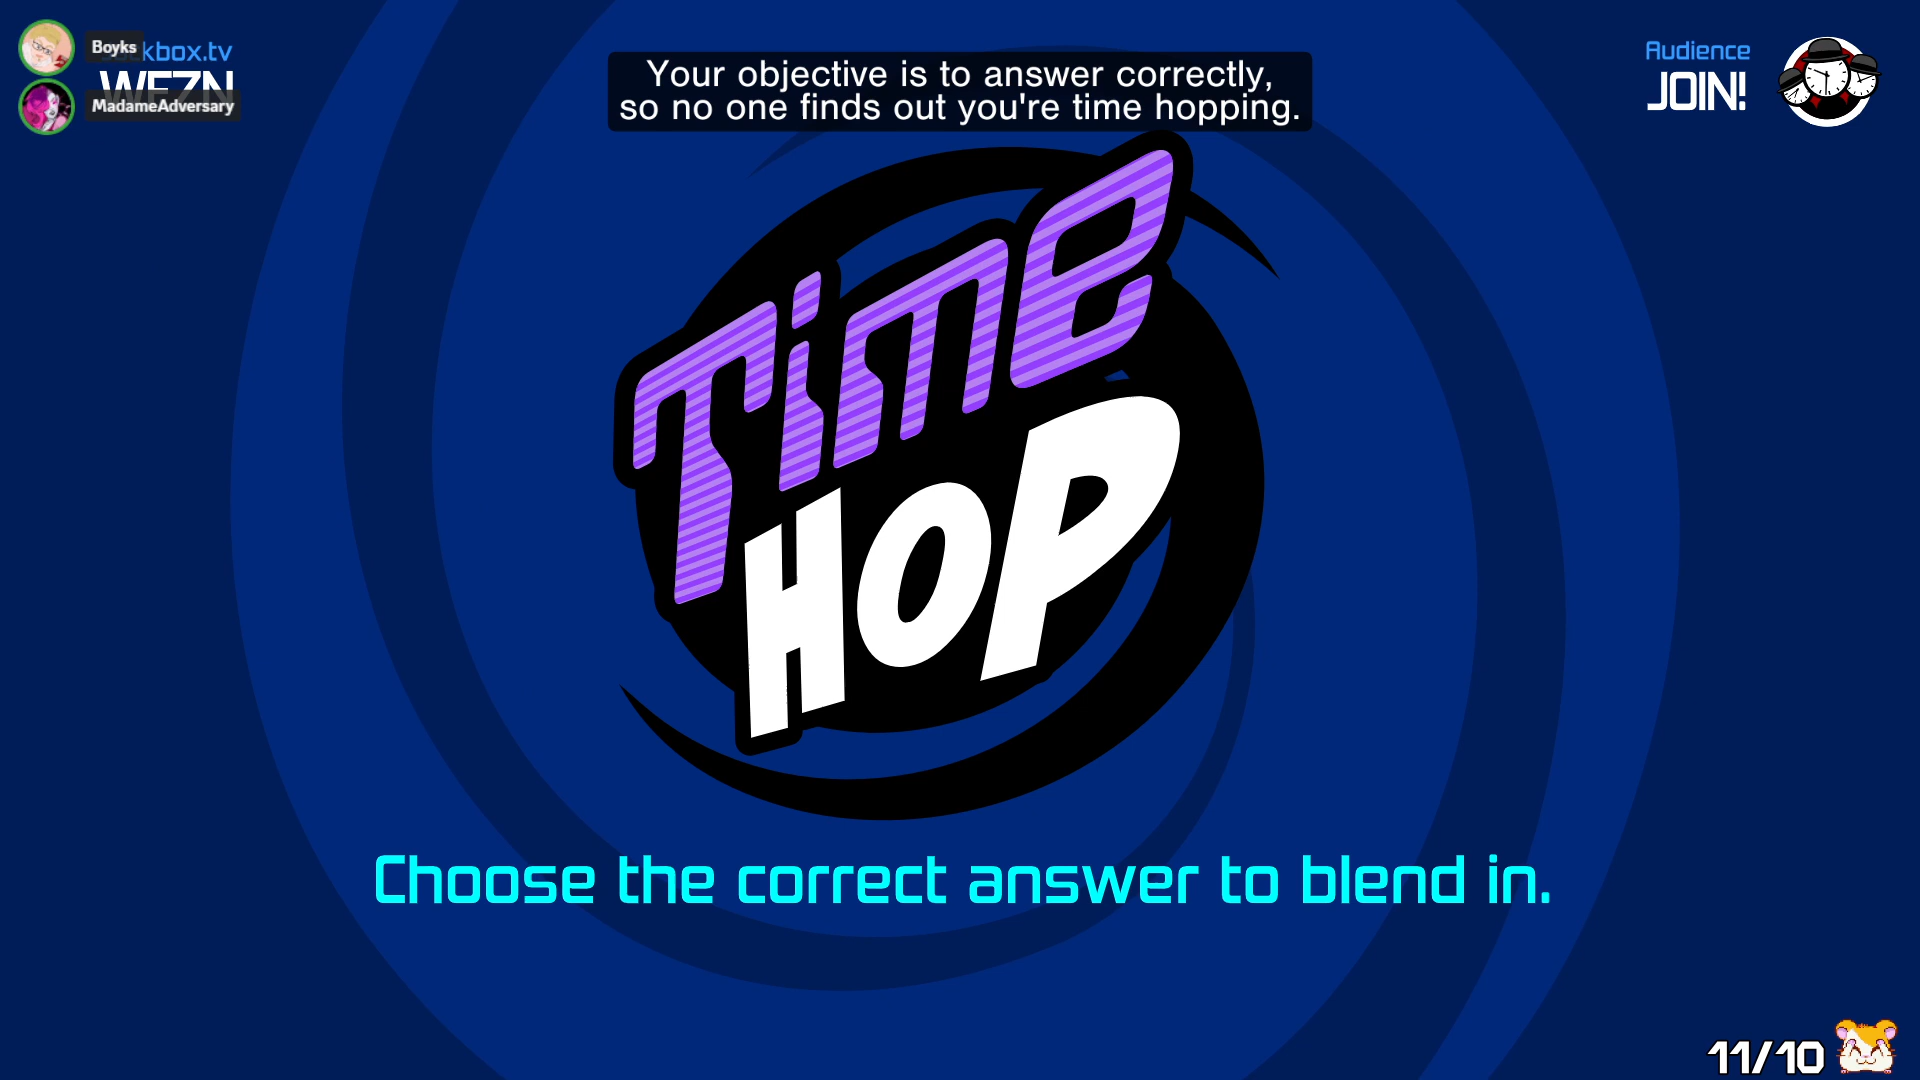 Boyks
kbox.tv
WEZN
MadameAdversary
Your objective is to answer correctly,
so no one finds out you're time hopping.
Audience
JOIN!
Time
HOP
Choose the correct answer to blend in.
11/10